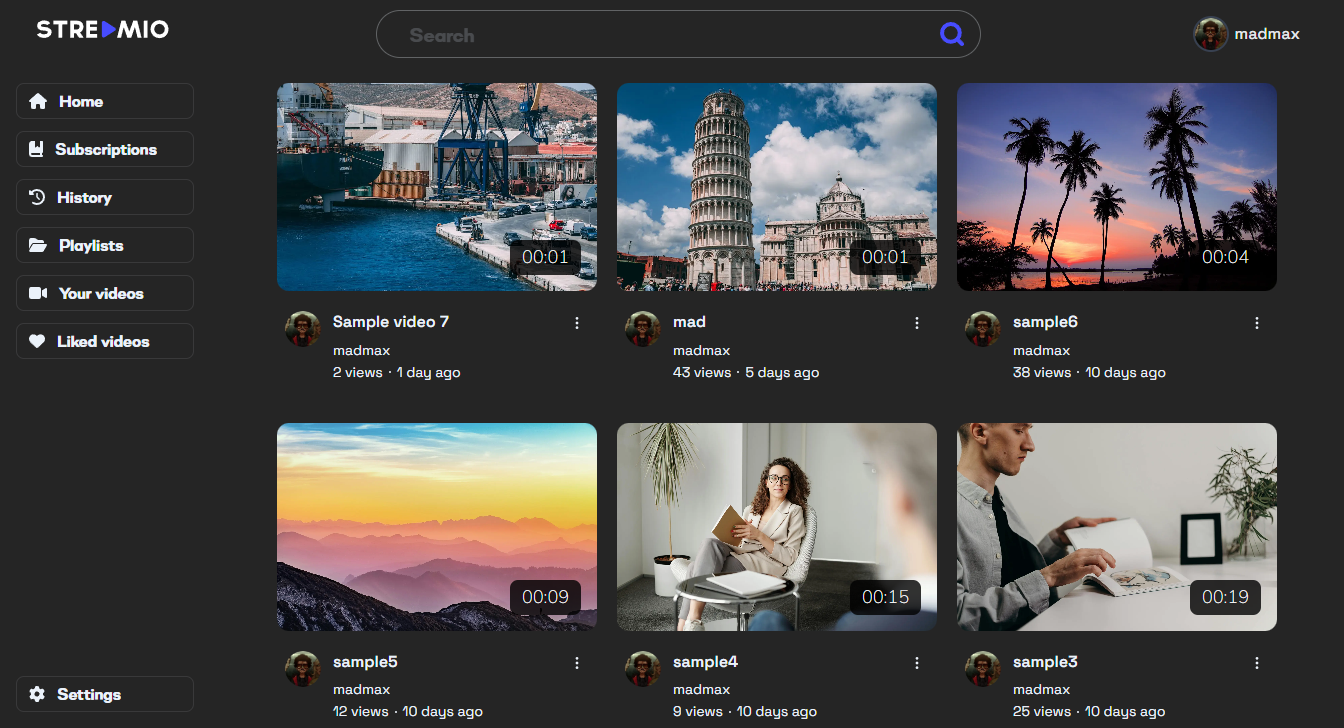 STREAMIO
Search
madmax
Home
Subscriptions
History
Playlists
Your videos
Liked videos
Settings
00:01
00:01
00:04
Sample video 7
madmax
2 views · 1 day ago
mad
madmax
43 views · 5 days ago
sample6
madmax
38 views · 10 days ago
00:09
00:15
00:19
sample5
madmax
12 views · 10 days ago
sample4
madmax
9 views · 10 days ago
sample3
madmax
25 views · 10 days ago